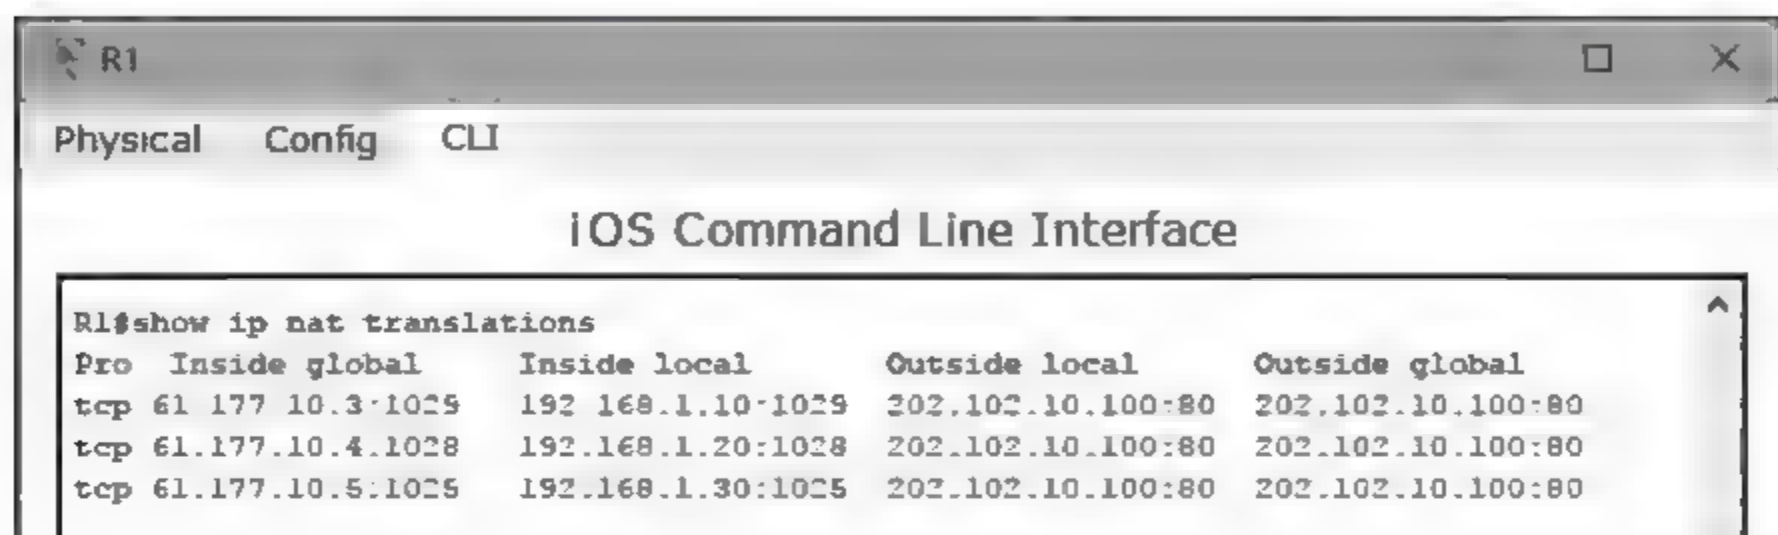 R1
Physical Config CLI
iOS Command Line Interface
R1#show ip nat translations
Pro Inside global Inside local Outside local Outside global
tcp 61.177.10.3:1029 192.168.1.10:1029 202.102.10.100:80 202.102.10.100:80
tcp 61.177.10.4:1028 192.168.1.20:1028 202.102.10.100:80 202.102.10.100:80
tcp 61.177.10.5:1025 192.168.1.30:1025 202.102.10.100:80 202.102.10.100:80